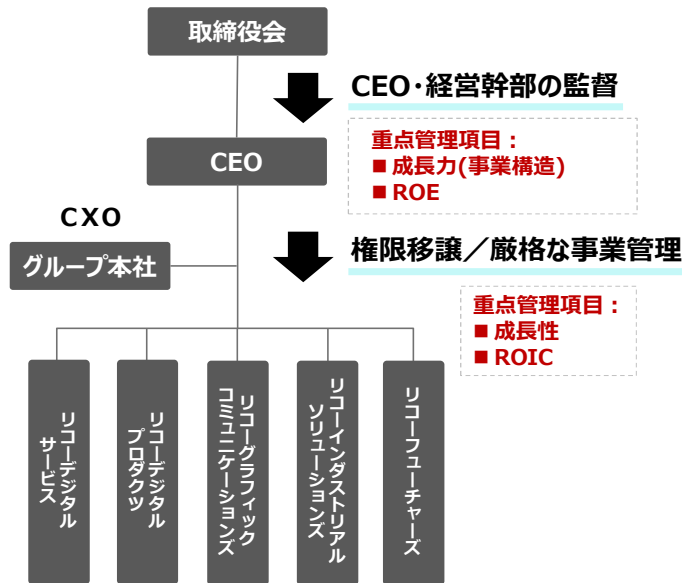 取締役会
CEO・経営幹部の監督
重点管理項目：
■ 成長力(事業構造)
■ ROE
CEO
CXO
グループ本社
権限移譲／厳格な事業管理
重点管理項目：
■ 成長性
■ ROIC
リコーデジタル
サービス
リコーデジタル
プロダクツ
リコーグラフィック
コミュニケーションズ
リコーインダストリアル
ソリューションズ
リコーフューチャーズ